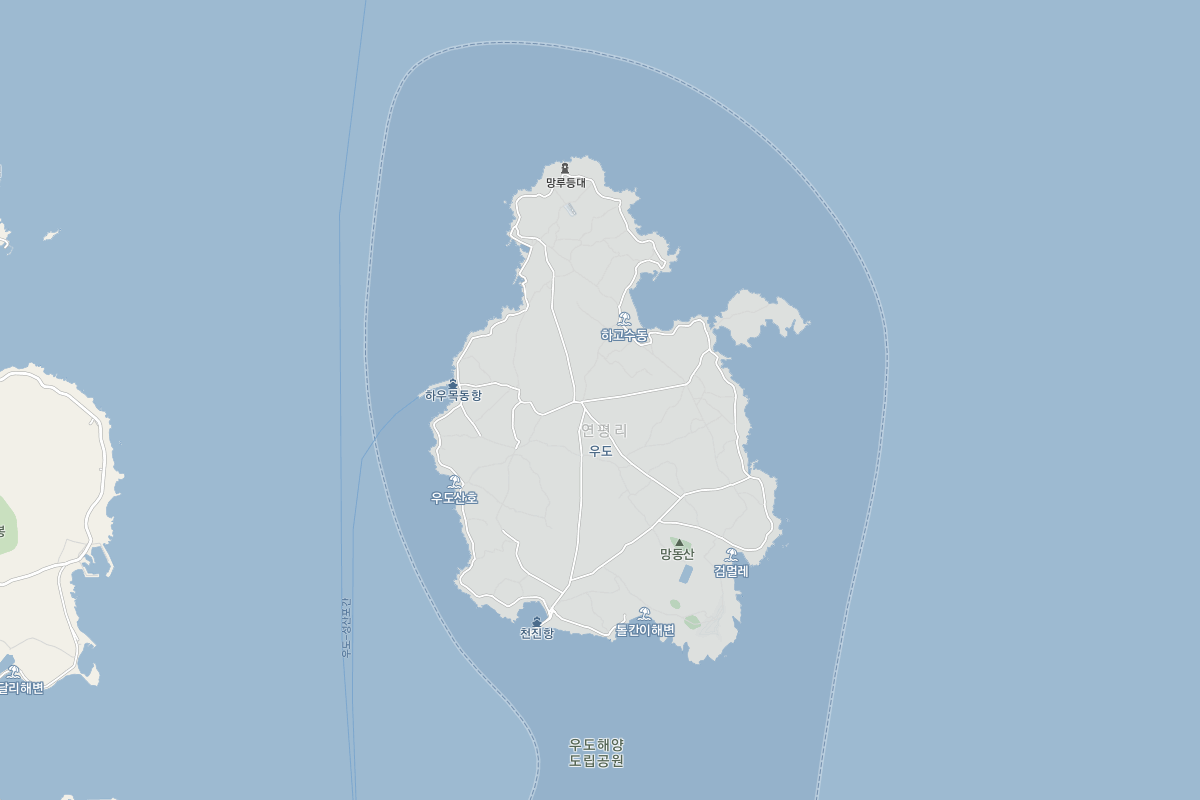 망루등대
하고수동
하우목동항
연평리
우도
우도산호
봉
망동산
검멀레
우도-성산포간
천진항
돌칸이해변
달리해변
우도해양
도립공원